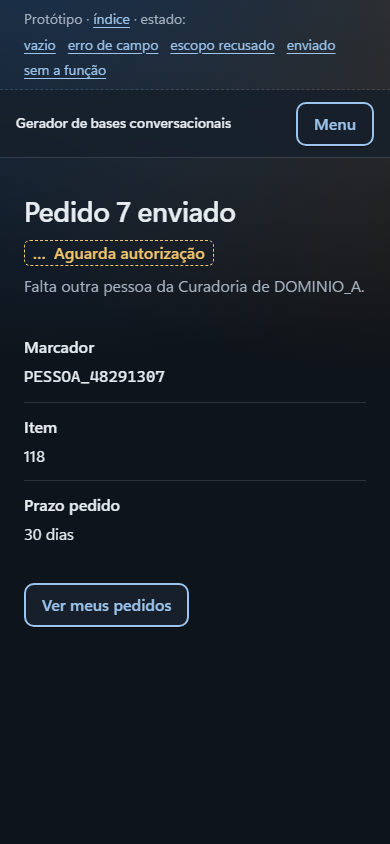 Protótipo · índice · estado:
vazio erro de campo escopo recusado enviado
sem a função
Gerador de bases conversacionais
Menu
Pedido 7 enviado
... Aguarda autorização
Falta outra pessoa da Curadoria de DOMINIO_A.
Marcador
PESSOA_48291307
Item
118
Prazo pedido
30 dias
Ver meus pedidos